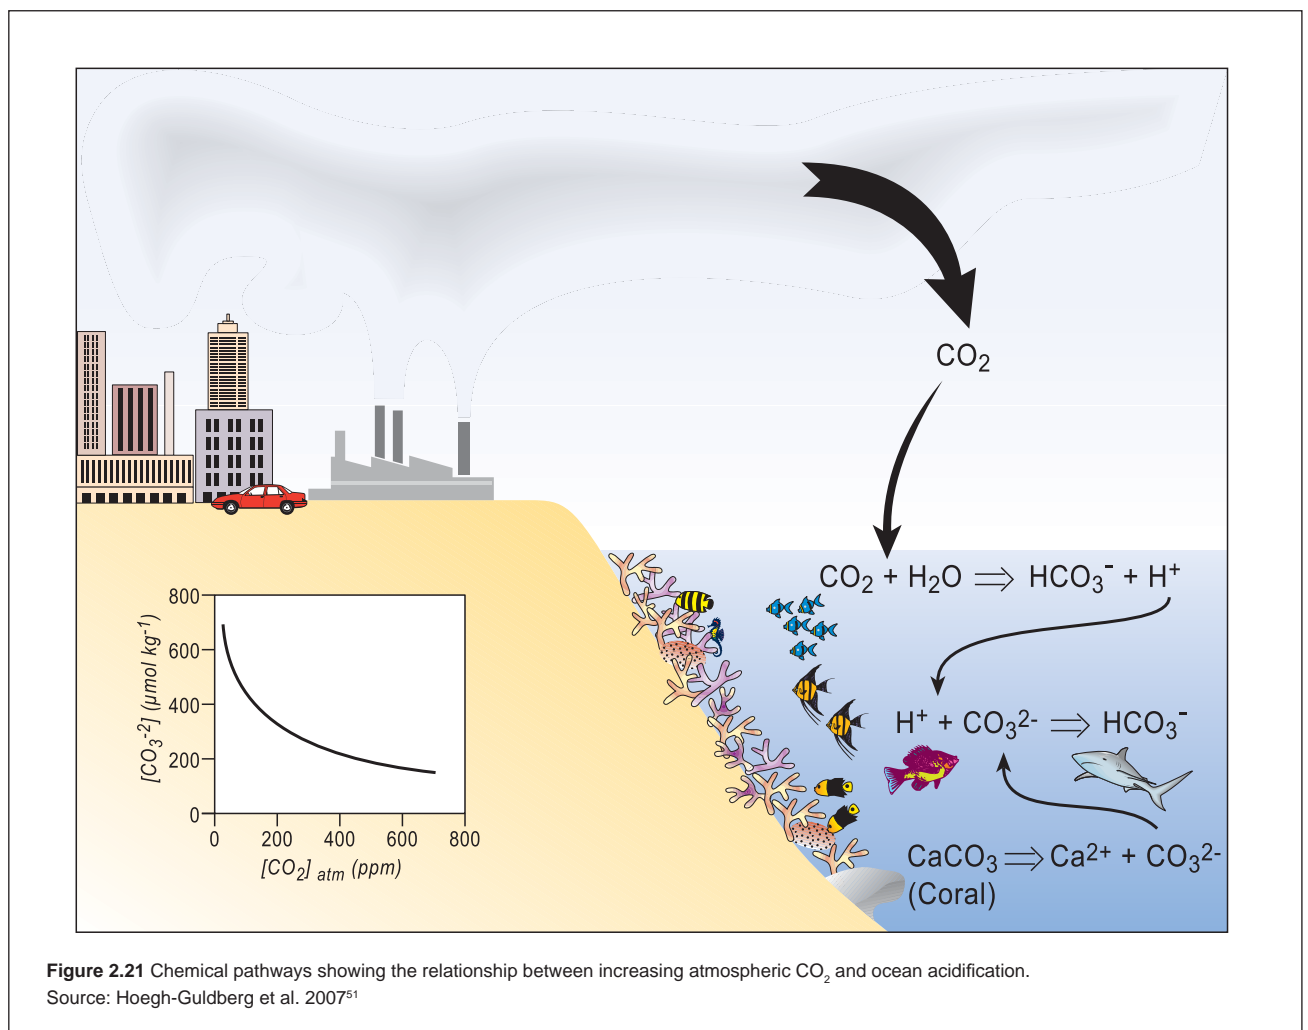 CO₂
CO₂ + H₂O ⇒ HCO₃⁻ + H⁺
H⁺ + CO₃²⁻ ⇒ HCO₃⁻
CaCO₃ ⇒ Ca²⁺ + CO₃²⁻
(Coral)
[CO₃⁻²] (µmol kg⁻¹)
800
600
400
200
0
0 200 400 600 800
[CO₂] atm (ppm)
Figure 2.21 Chemical pathways showing the relationship between increasing atmospheric CO₂ and ocean acidification.
Source: Hoegh-Guldberg et al. 2007⁵¹